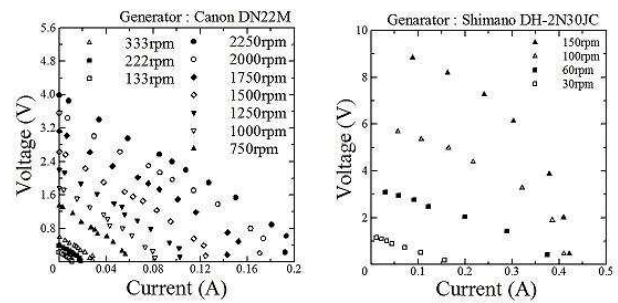 Generator : Canon DN22M
333rpm
222rpm
133rpm
2250rpm
2000rpm
1750rpm
1500rpm
1250rpm
1000rpm
750rpm
5.6
4.8
4.0
3.2
2.4
1.6
0.8
0.0
0
0.04
0.08
0.12
0.16
0.2
Voltage (V)
Current (A)
Genarator : Shimano DH-2N30JC
150rpm
100rpm
60rpm
30rpm
10
8
6
4
2
0
0
0.1
0.2
0.3
0.4
0.5
Voltage (V)
Current (A)